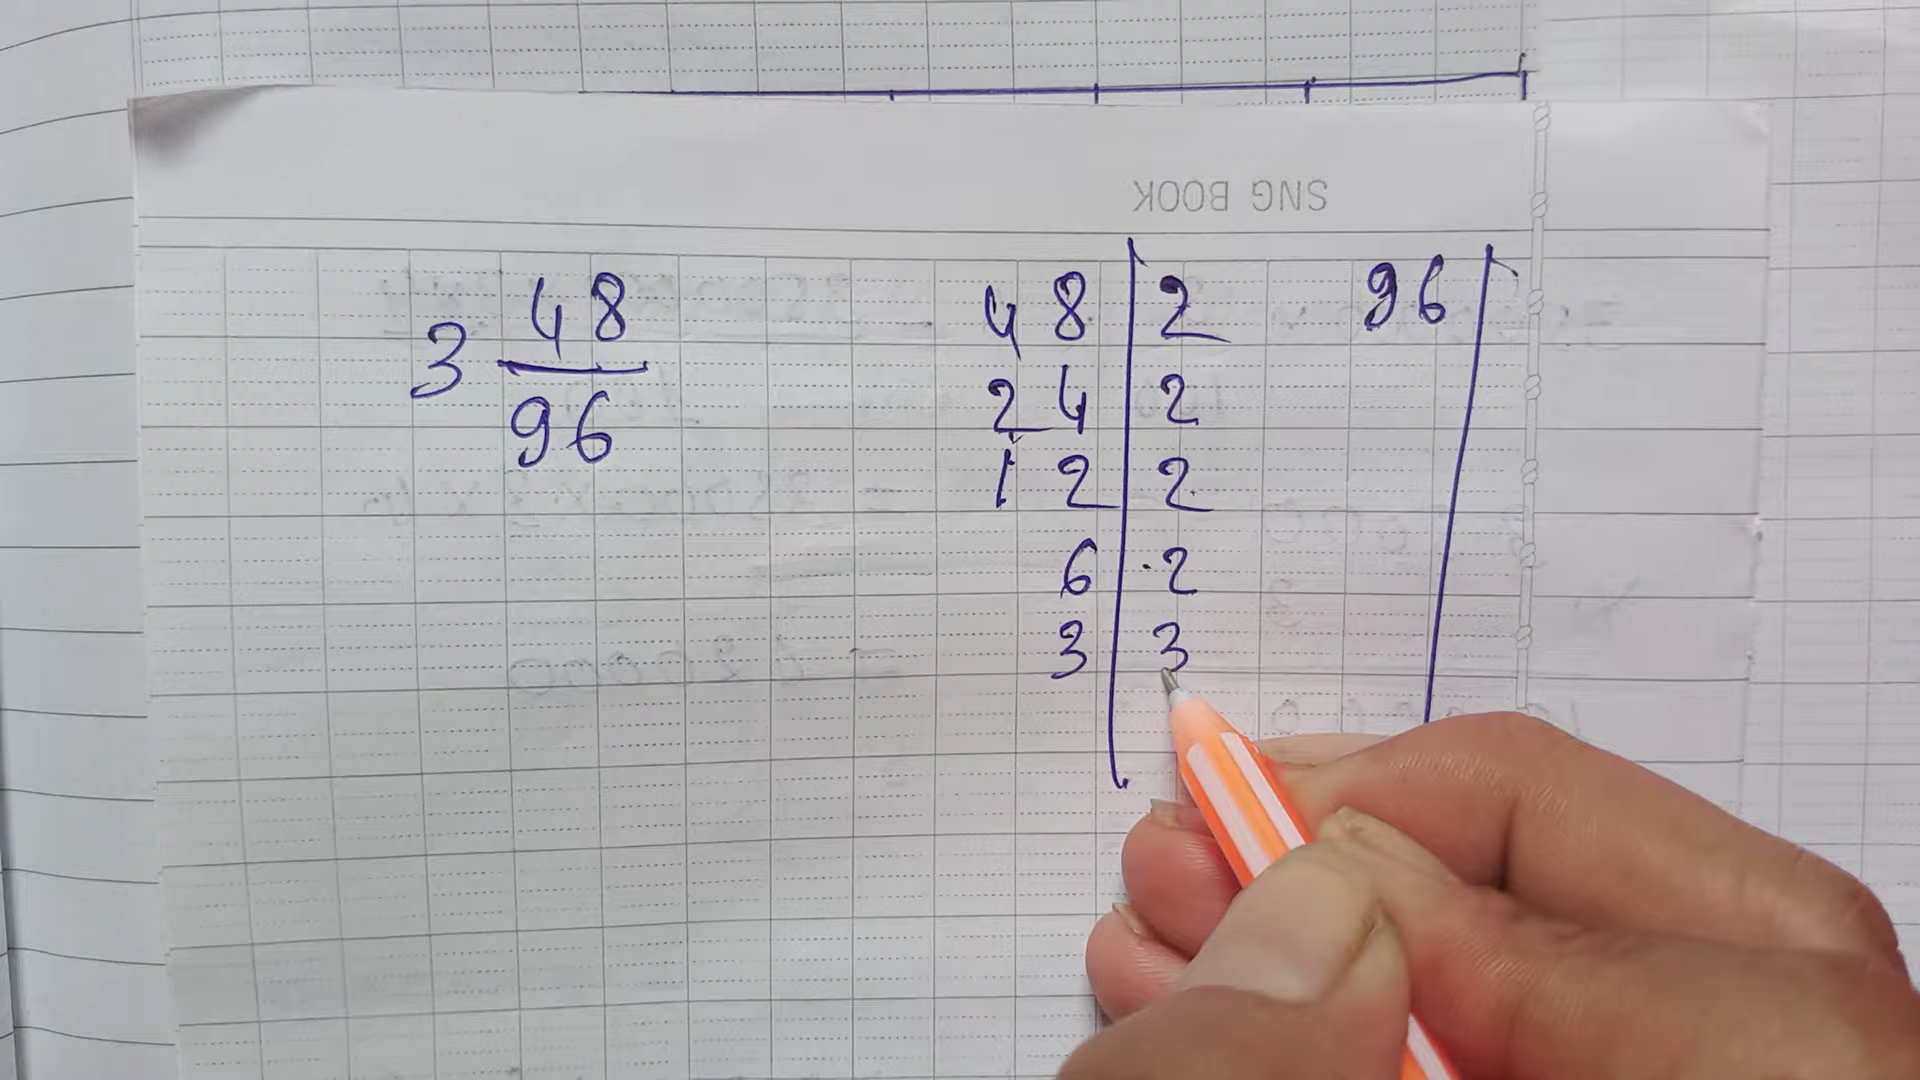 SNG BOOK
3 48/96
48 | 2
24 | 2
12 | 2
6 | · 2
3 | 3
96 |